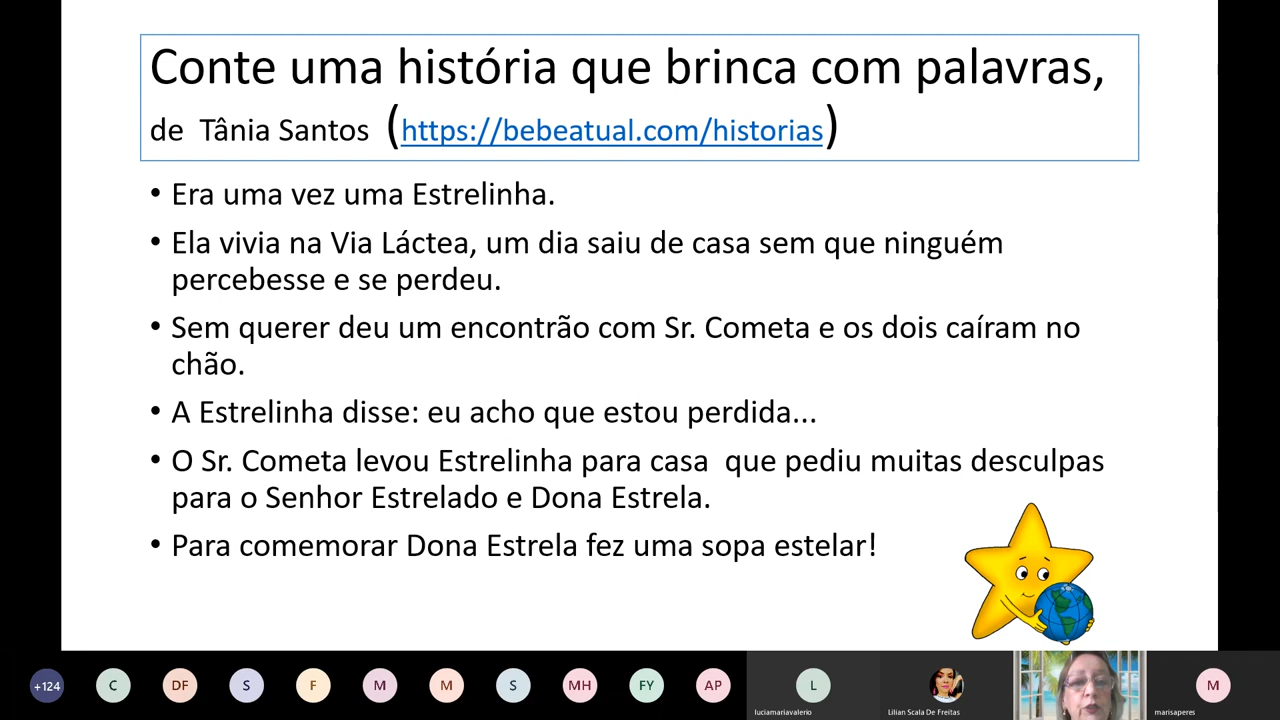 Conte uma história que brinca com palavras,
de Tânia Santos (https://bebeatual.com/historias)
• Era uma vez uma Estrelinha.
• Ela vivia na Via Láctea, um dia saiu de casa sem que ninguém
percebesse e se perdeu.
• Sem querer deu um encontrão com Sr. Cometa e os dois caíram no
chão.
• A Estrelinha disse: eu acho que estou perdida...
• O Sr. Cometa levou Estrelinha para casa que pediu muitas desculpas
para o Senhor Estrelado e Dona Estrela.
• Para comemorar Dona Estrela fez uma sopa estelar!
+124 C DF S F M M S MH FY AP L M
luciamariavalerio Lilian Scala De Freitas marisaperes